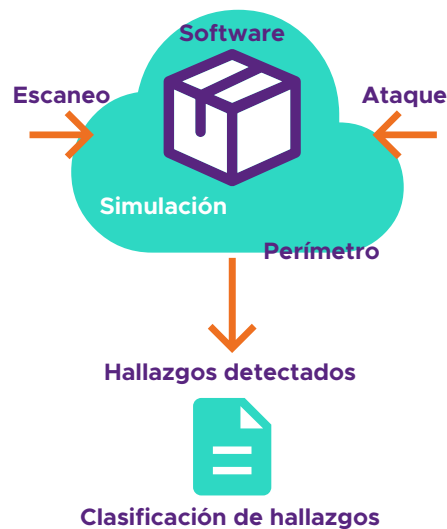 Software
Escaneo
Ataque
Simulación
Perímetro
Hallazgos detectados
Clasificación de hallazgos